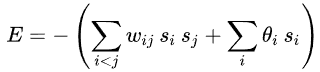 E = −(∑_{i<j} w_{ij} s_i s_j + ∑_i θ_i s_i)